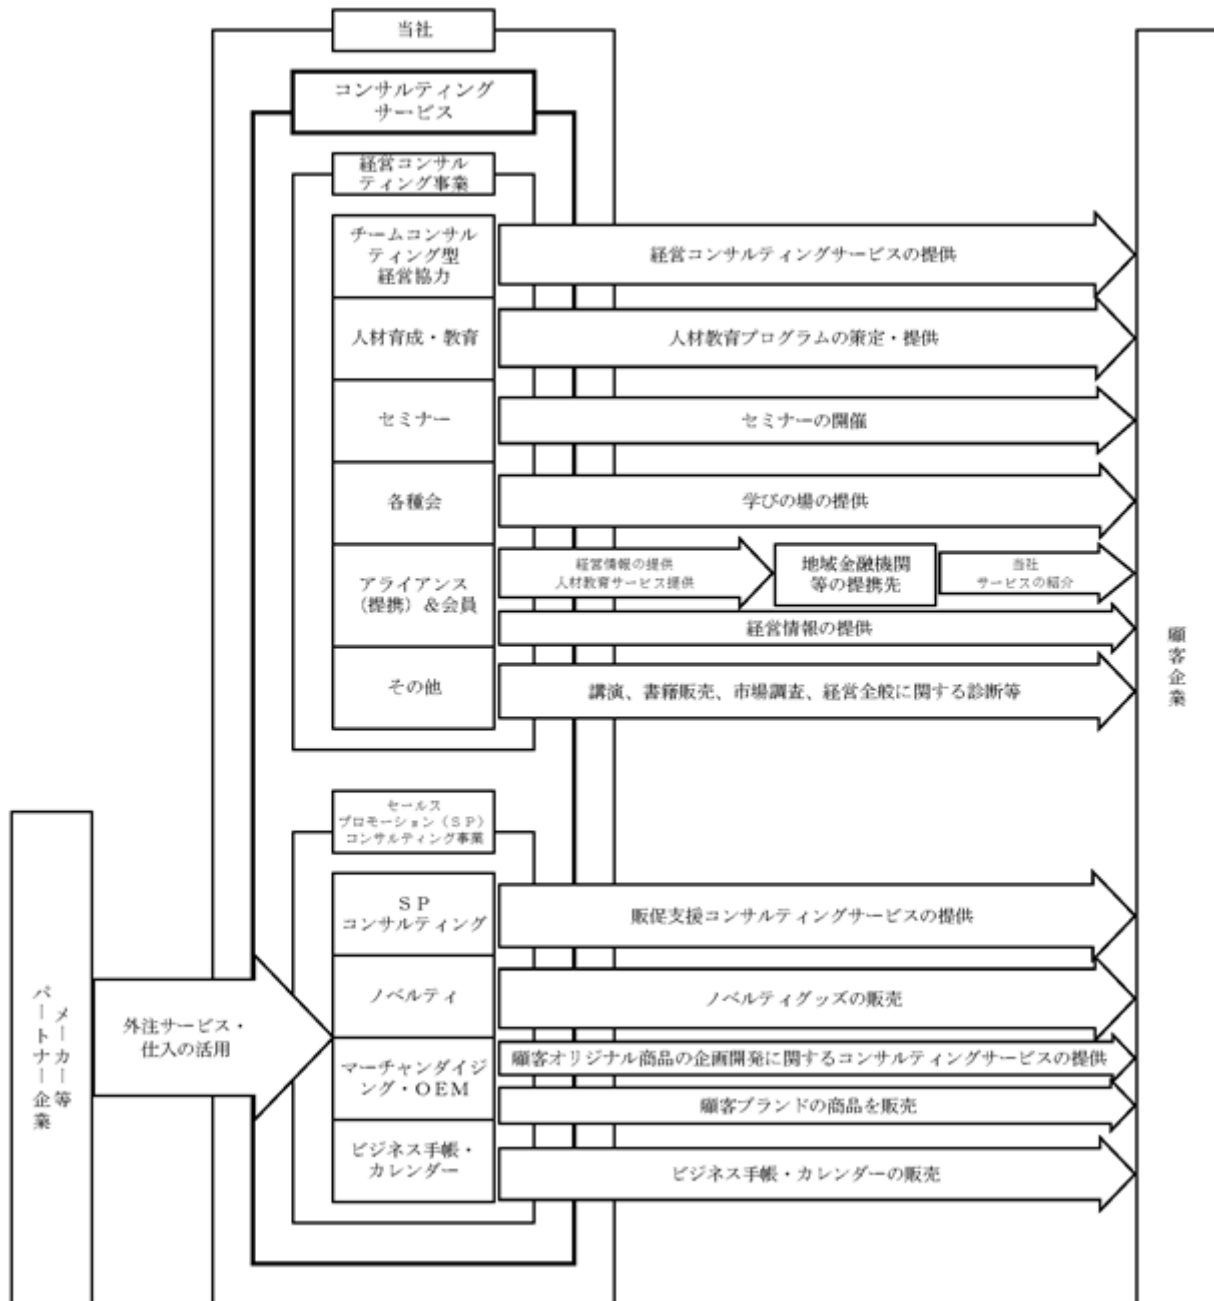 当社
コンサルティング
サービス
経営コンサル
ティング事業
チームコンサル
ティング型
経営協力
経営コンサルティングサービスの提供
人材育成・教育
人材教育プログラムの策定・提供
セミナー
セミナーの開催
各種会
学びの場の提供
アライアンス
(提携)&会員
経営情報の提供
人材教育サービス提供
地域金融機関
等の提携先
当社
サービスの紹介
経営情報の提供
その他
講演、書籍販売、市場調査、経営全般に関する診断等
顧客企業
セールス
プロモーション(SP)
コンサルティング事業
SP
コンサルティング
販促支援コンサルティングサービスの提供
ノベルティ
ノベルティグッズの販売
マーチャンダイジ
ング・OEM
顧客オリジナル商品の企画開発に関するコンサルティングサービスの提供
顧客ブランドの商品を販売
ビジネス手帳・
カレンダー
ビジネス手帳・カレンダーの販売
メーカー等
パートナー企業
外注サービス・
仕入の活用